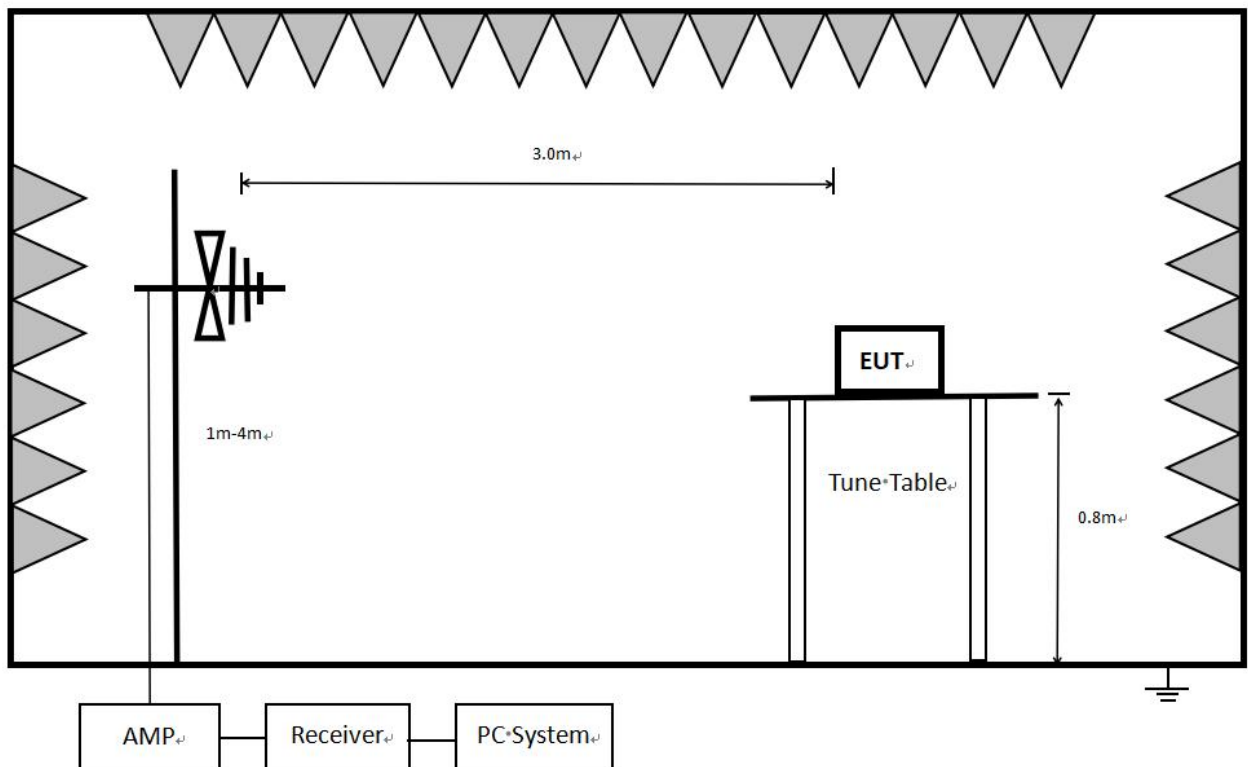 3.0m
EUT
1m-4m
Tune Table
0.8m
AMP
Receiver
PC System